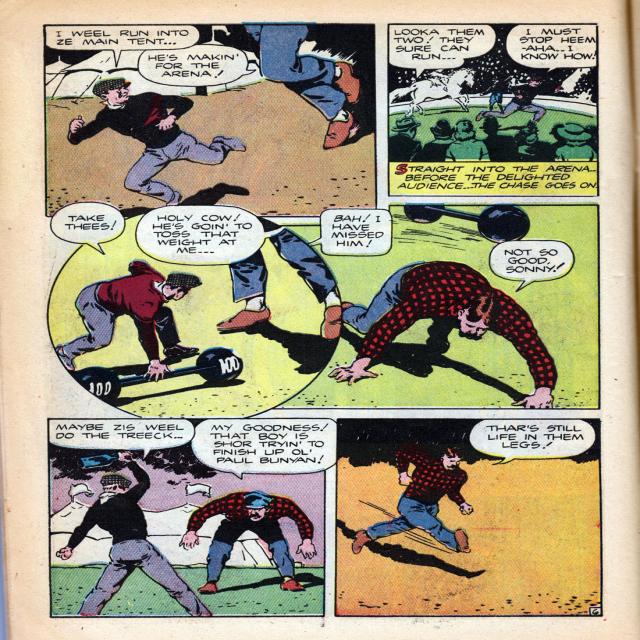 I WEEL RUN INTO
ZE MAIN TENT...
HE'S MAKIN'
FOR THE
ARENA!
LOOKA THEM
TWO! THEY
SURE CAN
RUN---
I MUST
STOP HEEM
-AHA..I
KNOW HOW!
STRAIGHT INTO THE ARENA...
BEFORE THE DELIGHTED
AUDIENCE...THE CHASE GOES ON.
TAKE
THEES!
HOLY COW!
HE'S GOIN' TO
TOSS THAT
WEIGHT AT
ME---
BAH! I
HAVE
MISSED
HIM!
NOT SO
GOOD,
SONNY!
100
100
MAYBE ZIS WEEL
DO THE TREECK...
MY GOODNESS!
THAT BOY IS
SHOR TRYIN' TO
FINISH UP OL'
PAUL BUNYAN!
THAR'S STILL
LIFE IN THEM
LEGS!
6